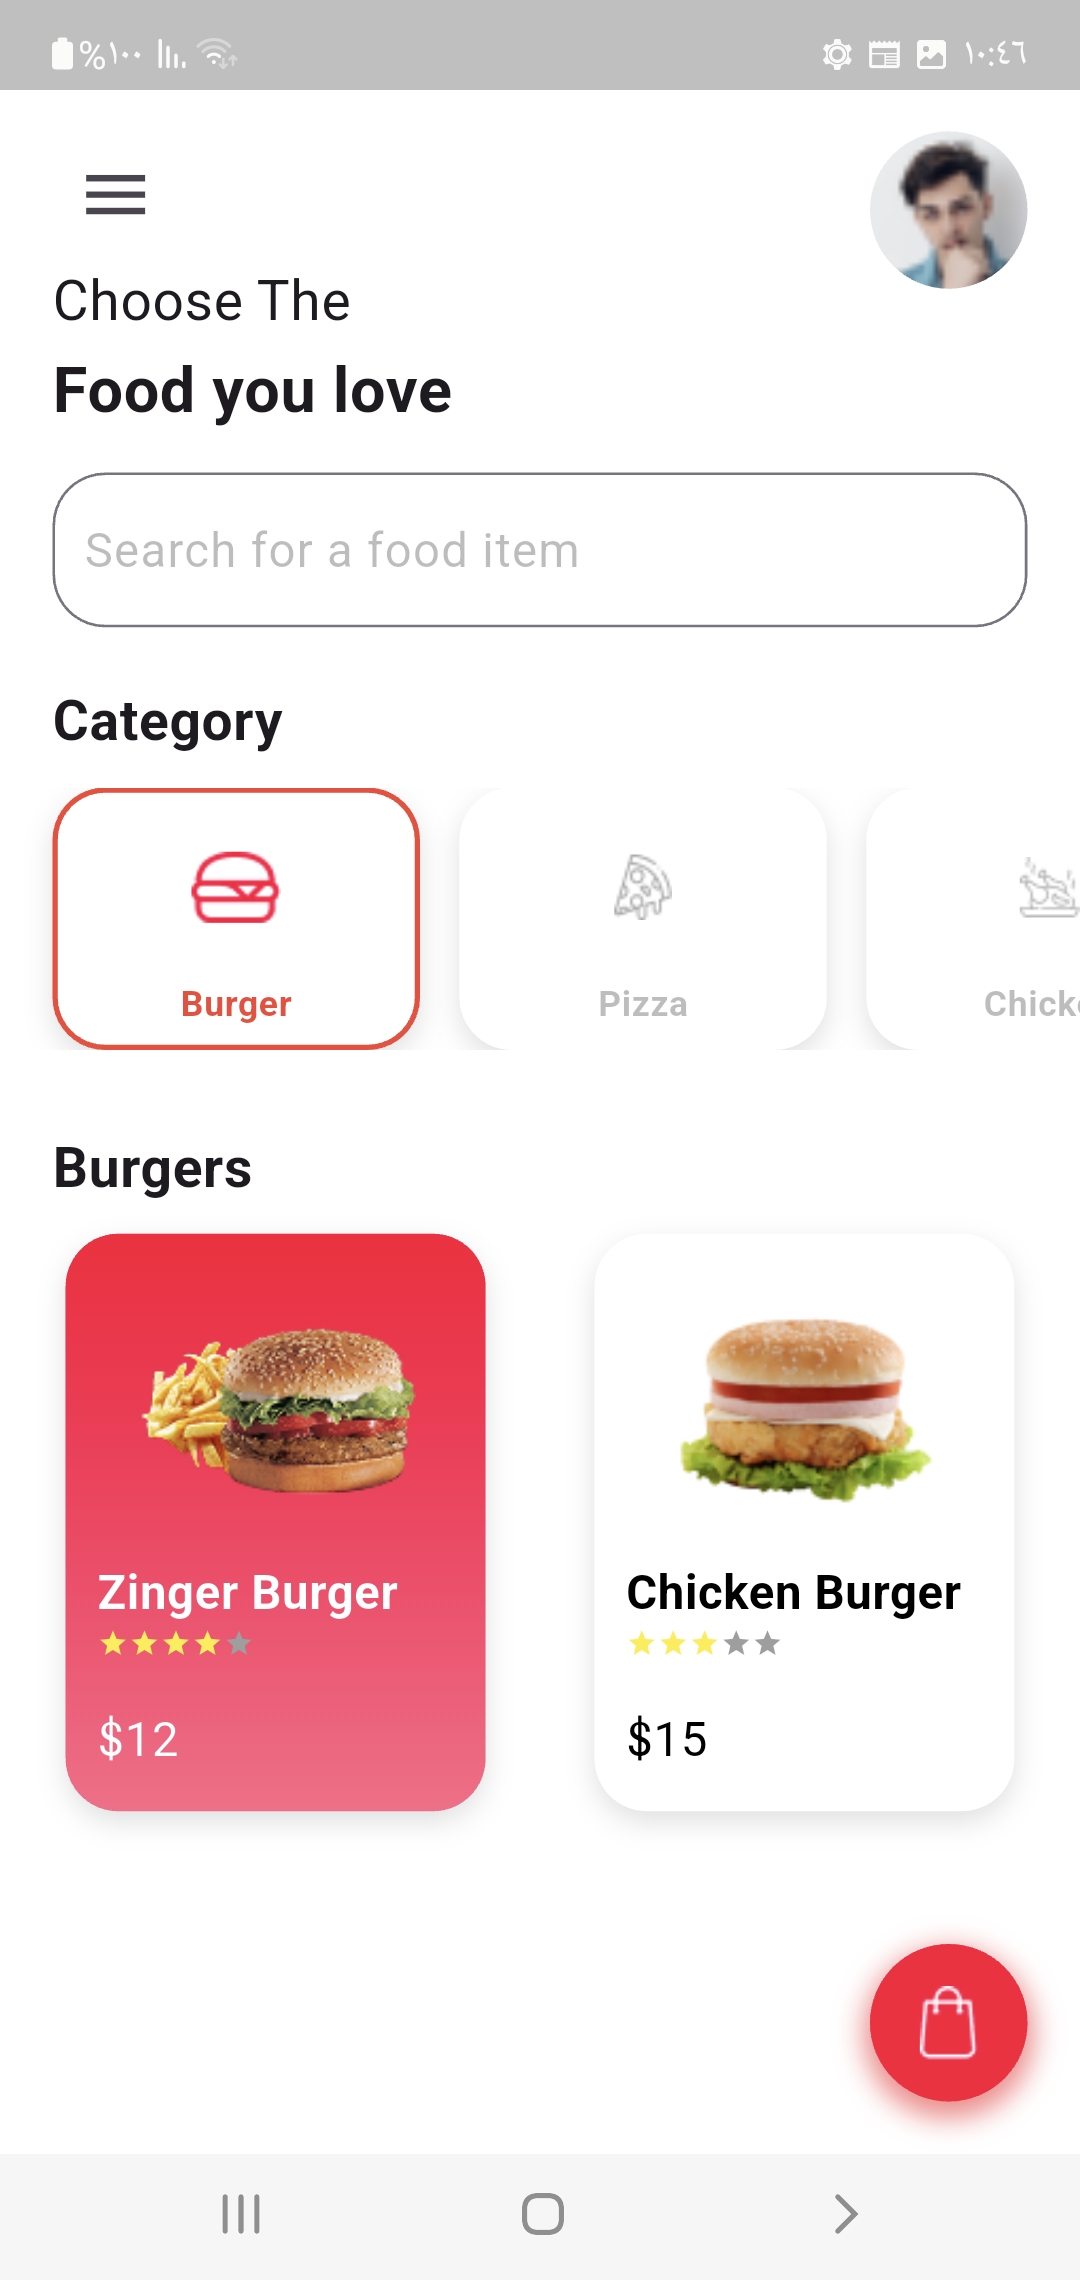 %١٠٠ ١٠:٤٦
Choose The
Food you love
Search for a food item
Category
Burger Pizza Chick
Burgers
Zinger Burger Chicken Burger
$12 $15